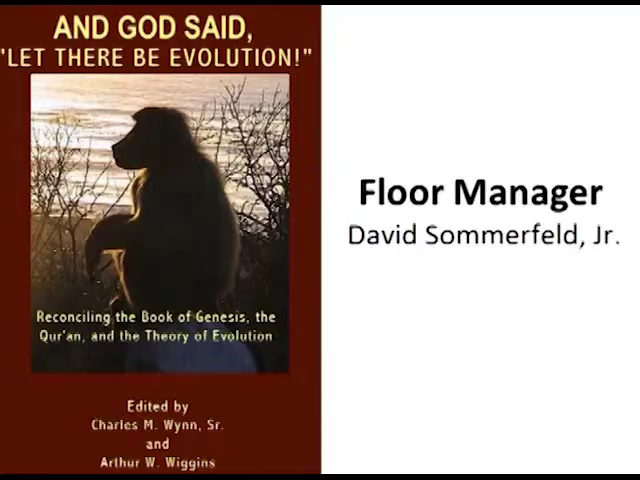 AND GOD SAID,
"LET THERE BE EVOLUTION!"
Reconciling the Book of Genesis, the
Qur'an, and the Theory of Evolution
Edited by
Charles M. Wynn, Sr.
and
Arthur W. Wiggins
Floor Manager
David Sommerfeld, Jr.